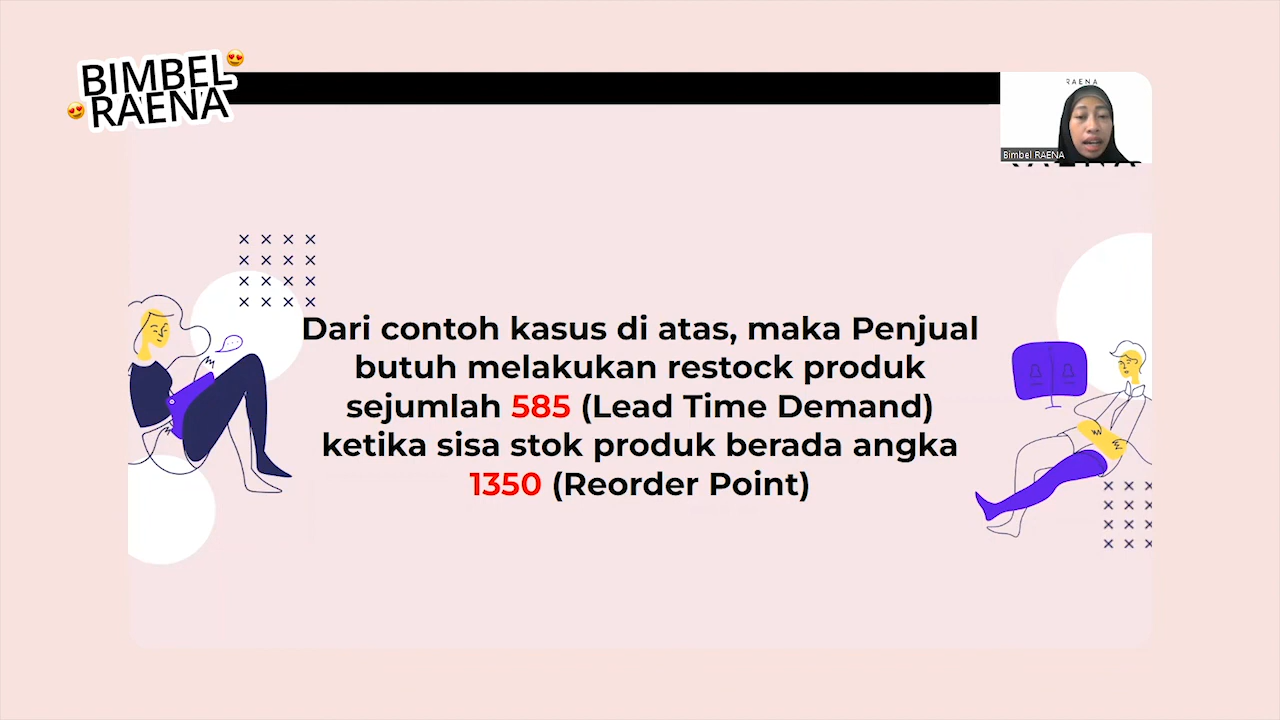 BIMBEL
RAENA
RAENA
Bimbel RAENA
Dari contoh kasus di atas, maka Penjual
butuh melakukan restock produk
sejumlah 585 (Lead Time Demand)
ketika sisa stok produk berada angka
1350 (Reorder Point)